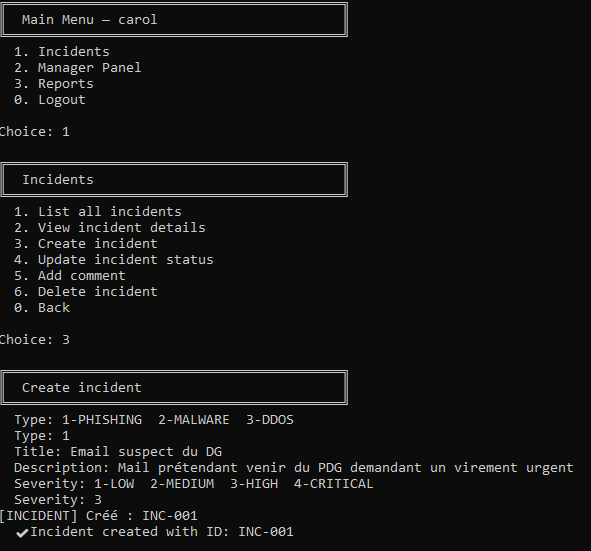 Main Menu — carol
1. Incidents
2. Manager Panel
3. Reports
0. Logout
Choice: 1
Incidents
1. List all incidents
2. View incident details
3. Create incident
4. Update incident status
5. Add comment
6. Delete incident
0. Back
Choice: 3
Create incident
Type: 1-PHISHING  2-MALWARE  3-DDOS
Type: 1
Title: Email suspect du DG
Description: Mail prétendant venir du PDG demandant un virement urgent
Severity: 1-LOW  2-MEDIUM  3-HIGH  4-CRITICAL
Severity: 3
[INCIDENT] Créé : INC-001
✔Incident created with ID: INC-001